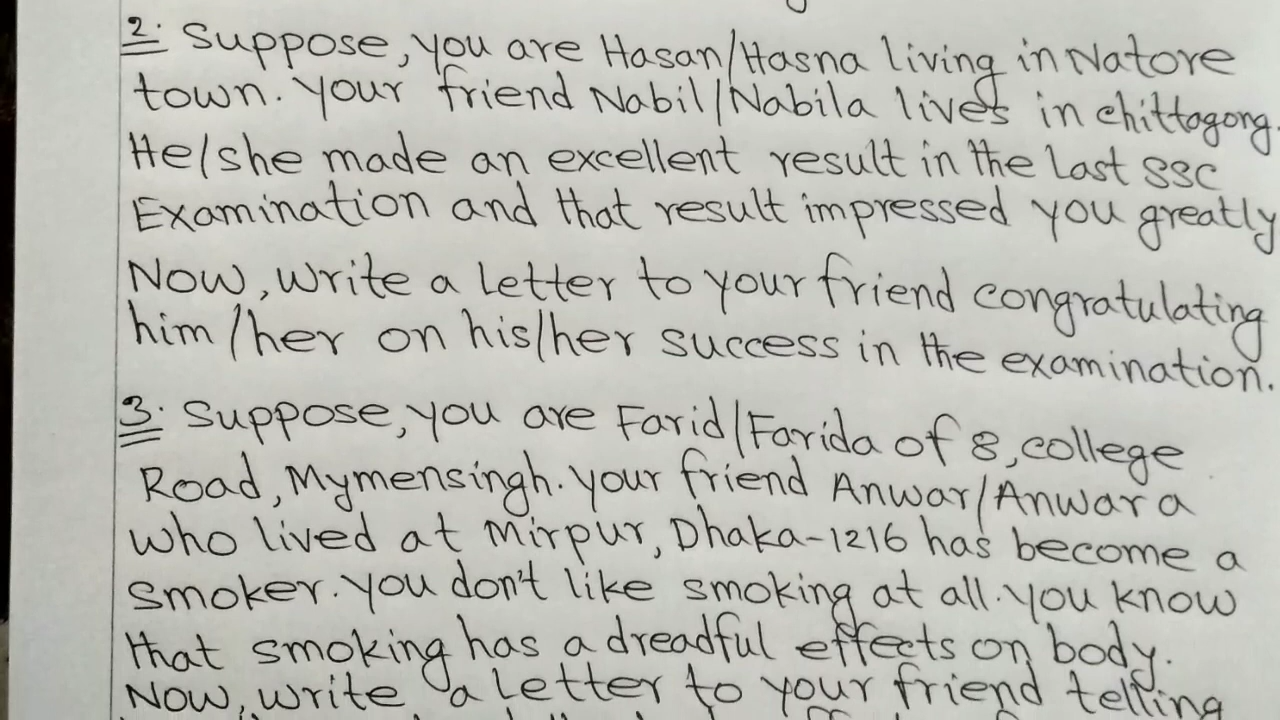 2. Suppose, you are Hasan/Hasna living in Natore
town. Your friend Nabil/Nabila lives in chittagong.
He/she made an excellent result in the last SSC
Examination and that result impressed you greatly
Now, write a letter to your friend congratulating
him/her on his/her success in the examination.
3. Suppose, you are Farid/Farida of 8, college
Road, Mymensingh. your friend Anwar/Anwara
who lived at Mirpur, Dhaka-1216 has become a
smoker. you don't like smoking at all. you know
that smoking has a dreadful effects on body.
Now, write a letter to your friend telling